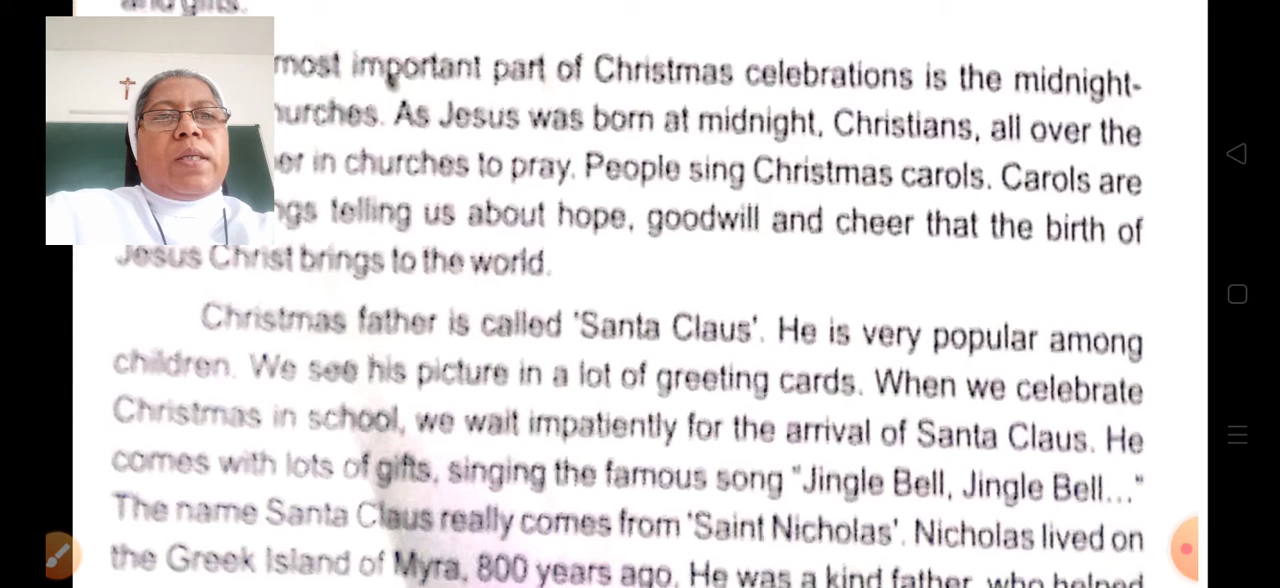 and gifts.
most important part of Christmas celebrations is the midnight-
hurches. As Jesus was born at midnight, Christians, all over the
er in churches to pray. People sing Christmas carols. Carols are
ngs telling us about hope, goodwill and cheer that the birth of
Jesus Christ brings to the world.
Christmas father is called 'Santa Claus'. He is very popular among
children. We see his picture in a lot of greeting cards. When we celebrate
Christmas in school, we wait impatiently for the arrival of Santa Claus. He
comes with lots of gifts, singing the famous song "Jingle Bell, Jingle Bell..."
The name Santa Claus really comes from 'Saint Nicholas'. Nicholas lived on
the Greek Island of Myra, 800 years ago. He was a kind father, who helped